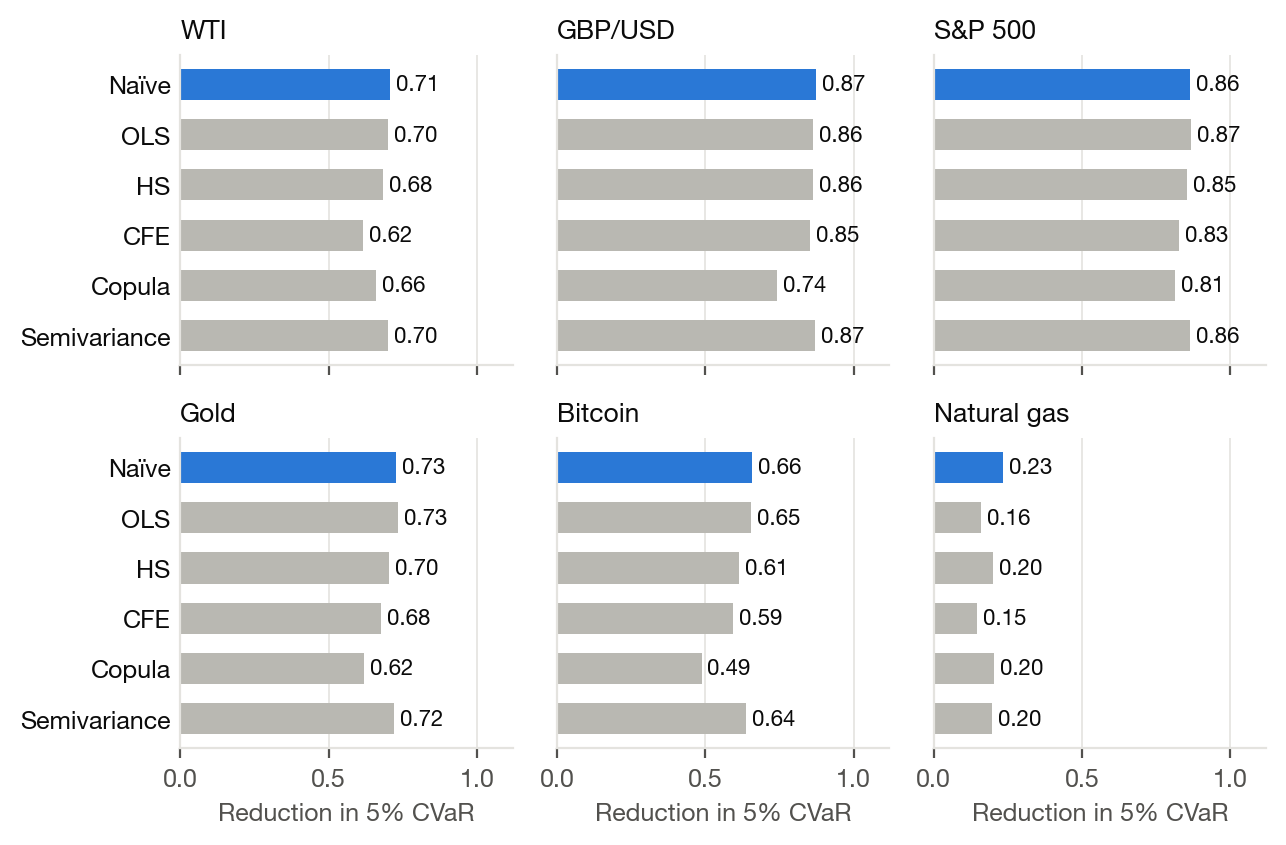 WTI
GBP/USD
S&P 500
Naïve 0.71 0.87 0.86
OLS 0.70 0.86 0.87
HS 0.68 0.86 0.85
CFE 0.62 0.85 0.83
Copula 0.66 0.74 0.81
Semivariance 0.70 0.87 0.86
Gold
Bitcoin
Natural gas
Naïve 0.73 0.66 0.23
OLS 0.73 0.65 0.16
HS 0.70 0.61 0.20
CFE 0.68 0.59 0.15
Copula 0.62 0.49 0.20
Semivariance 0.72 0.64 0.20
0.0 0.5 1.0 0.0 0.5 1.0 0.0 0.5 1.0
Reduction in 5% CVaR
Reduction in 5% CVaR
Reduction in 5% CVaR